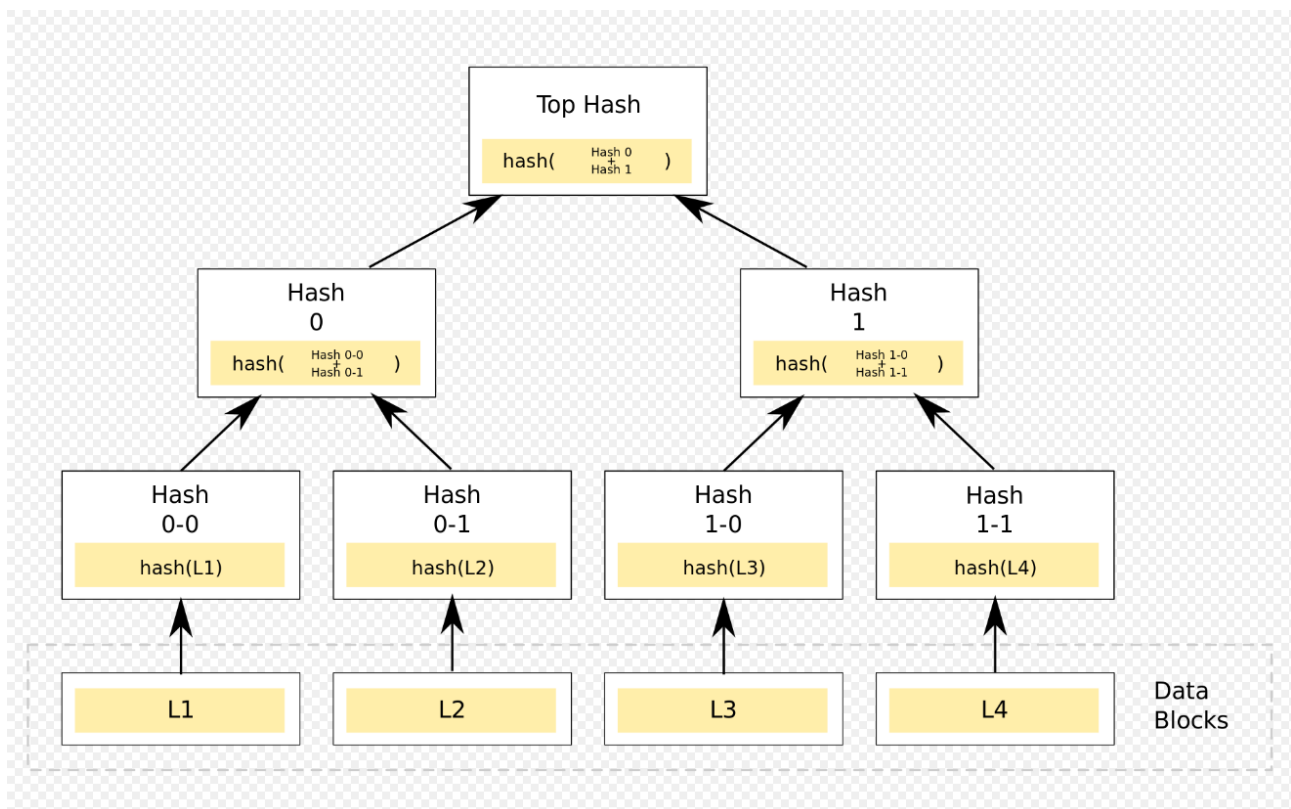 Top Hash
hash( Hash 0 + Hash 1 )
Hash
0
hash( Hash 0-0 + Hash 0-1 )
Hash
1
hash( Hash 1-0 + Hash 1-1 )
Hash
0-0
hash(L1)
Hash
0-1
hash(L2)
Hash
1-0
hash(L3)
Hash
1-1
hash(L4)
L1
L2
L3
L4
Data
Blocks